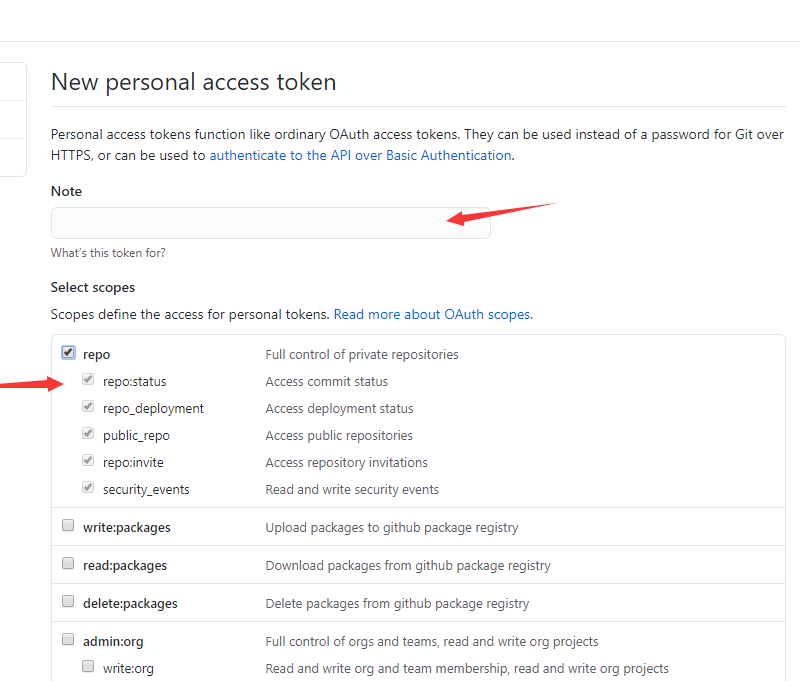 New personal access token
Personal access tokens function like ordinary OAuth access tokens. They can be used instead of a password for Git over
HTTPS, or can be used to authenticate to the API over Basic Authentication.
Note
What's this token for?
Select scopes
Scopes define the access for personal tokens. Read more about OAuth scopes.
repo Full control of private repositories
repo:status Access commit status
repo_deployment Access deployment status
public_repo Access public repositories
repo:invite Access repository invitations
security_events Read and write security events
write:packages Upload packages to github package registry
read:packages Download packages from github package registry
delete:packages Delete packages from github package registry
admin:org Full control of orgs and teams, read and write org projects
write:org Read and write org and team membership, read and write org projects